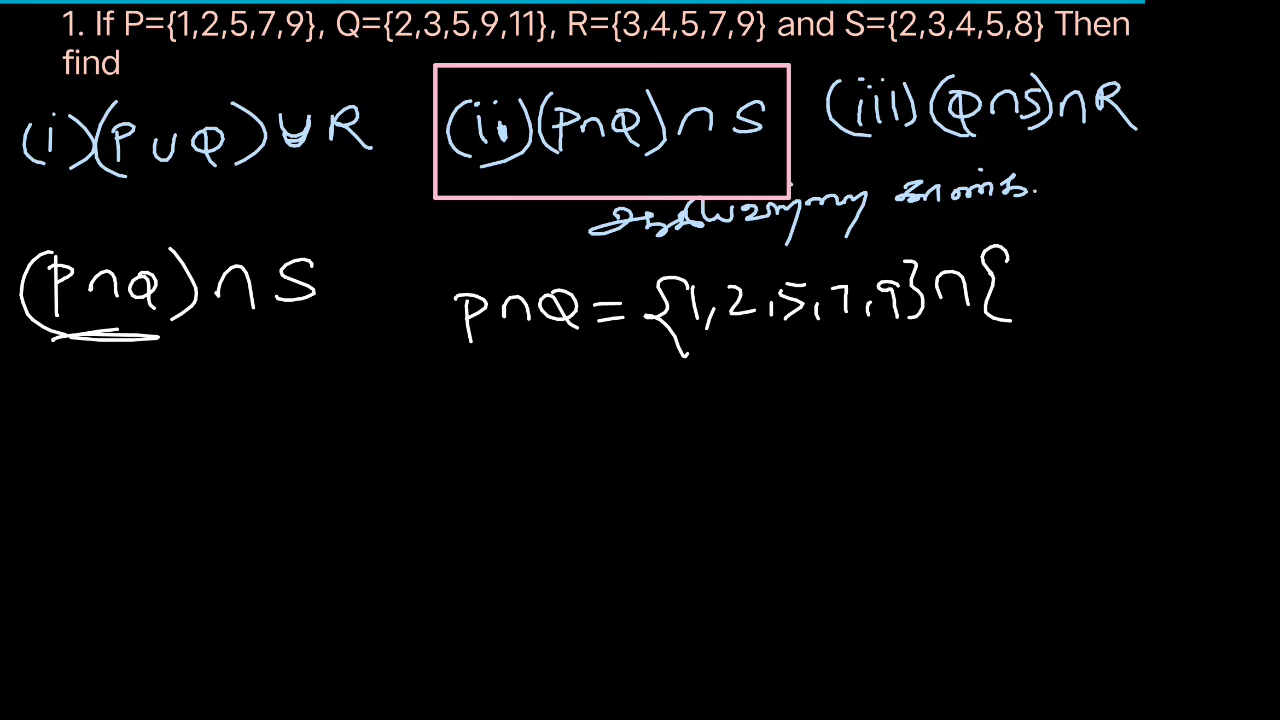 1. If P={1,2,5,7,9}, Q={2,3,5,9,11}, R={3,4,5,7,9} and S={2,3,4,5,8} Then
find
(i)(P∪Q)∪R (ii)(P∩Q)∩S (iii)(P∩S)∩R
(P∩Q)∩S P∩Q={1,2,5,7,9}∩{